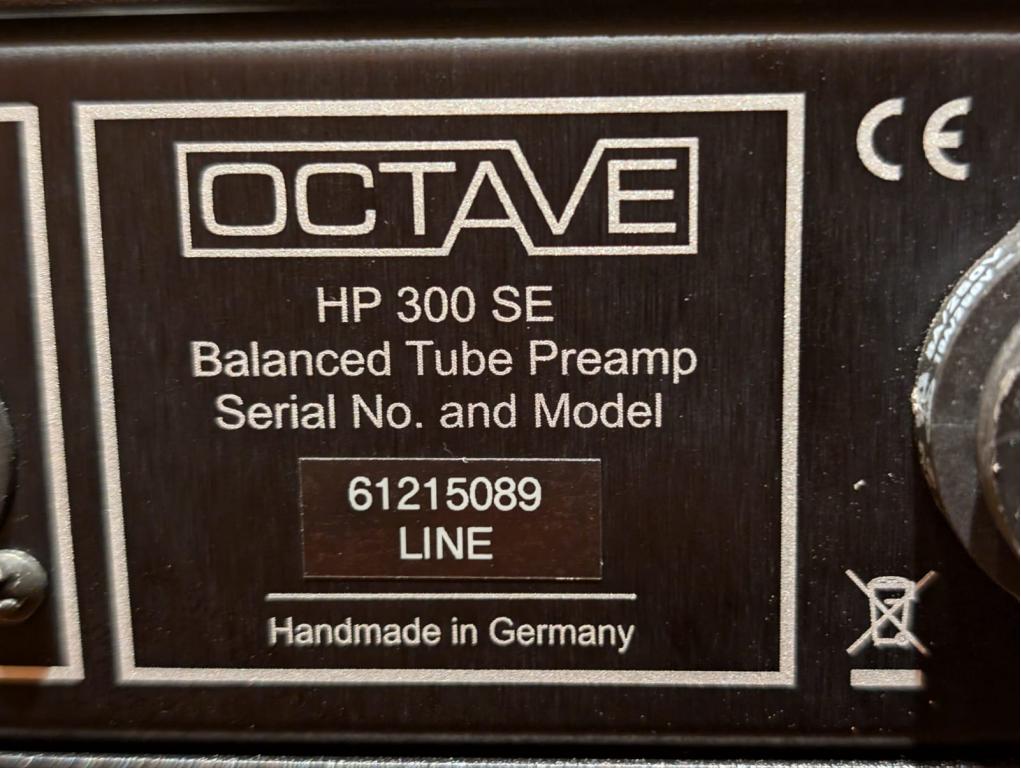 OCTAVE
HP 300 SE
Balanced Tube Preamp
Serial No. and Model
61215089
LINE
Handmade in Germany
CE